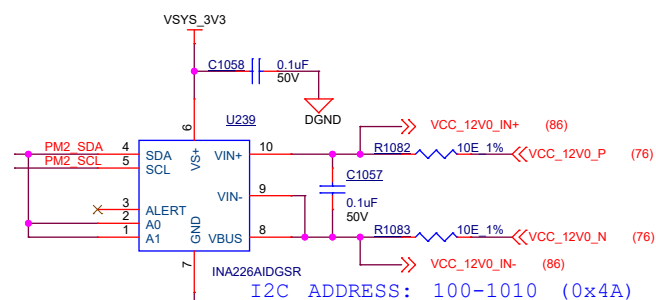 VSYS_3V3
C1058 0.1uF
50V
DGND
U239
VCC_12V0_IN+ (86)
PM2_SDA 4 SDA VS+ 6 VIN+ 10 R1082 10E_1% VCC_12V0_P (76)
PM2_SCL 5 SCL
C1057
VIN- 9
0.1uF
50V
3 ALERT
2 A0
1 A1 GND VBUS 8 R1083 10E_1% VCC_12V0_N (76)
7
INA226AIDGSR
VCC_12V0_IN- (86)
I2C ADDRESS: 100-1010 (0x4A)